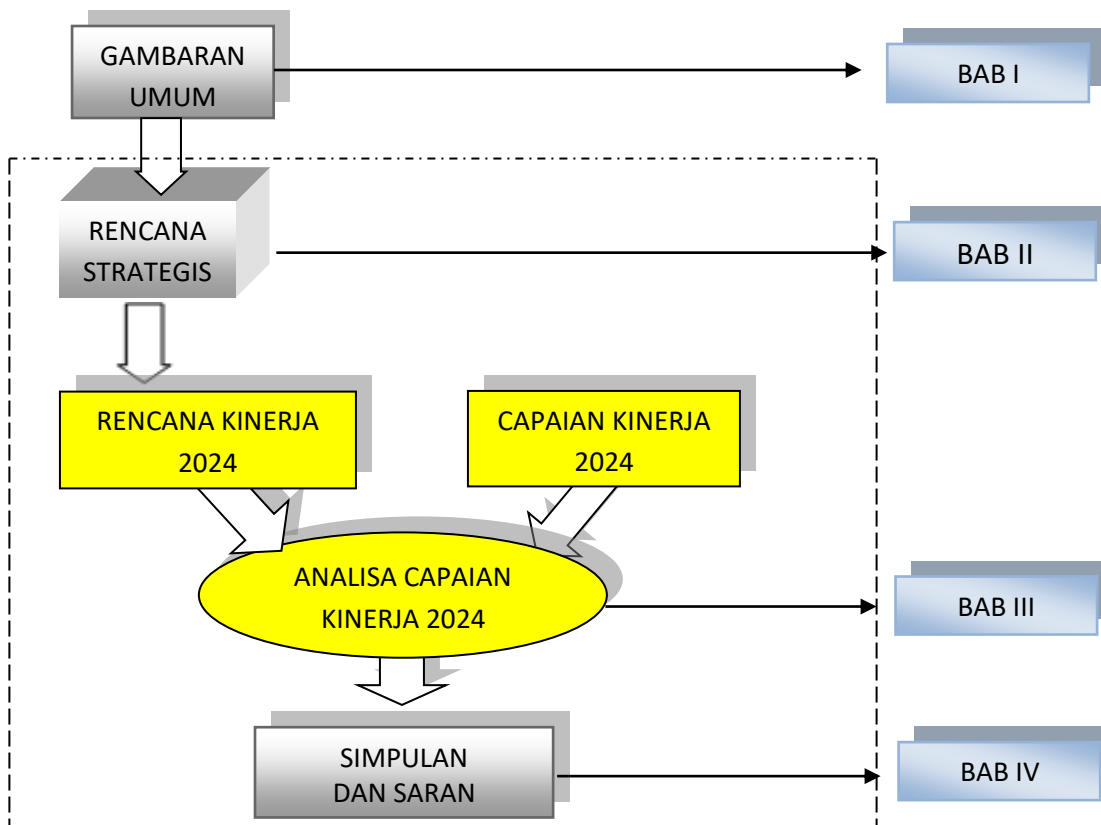 GAMBARAN
UMUM
BAB I
RENCANA
STRATEGIS
BAB II
RENCANA KINERJA
2024
CAPAIAN KINERJA
2024
ANALISA CAPAIAN
KINERJA 2024
BAB III
SIMPULAN
DAN SARAN
BAB IV